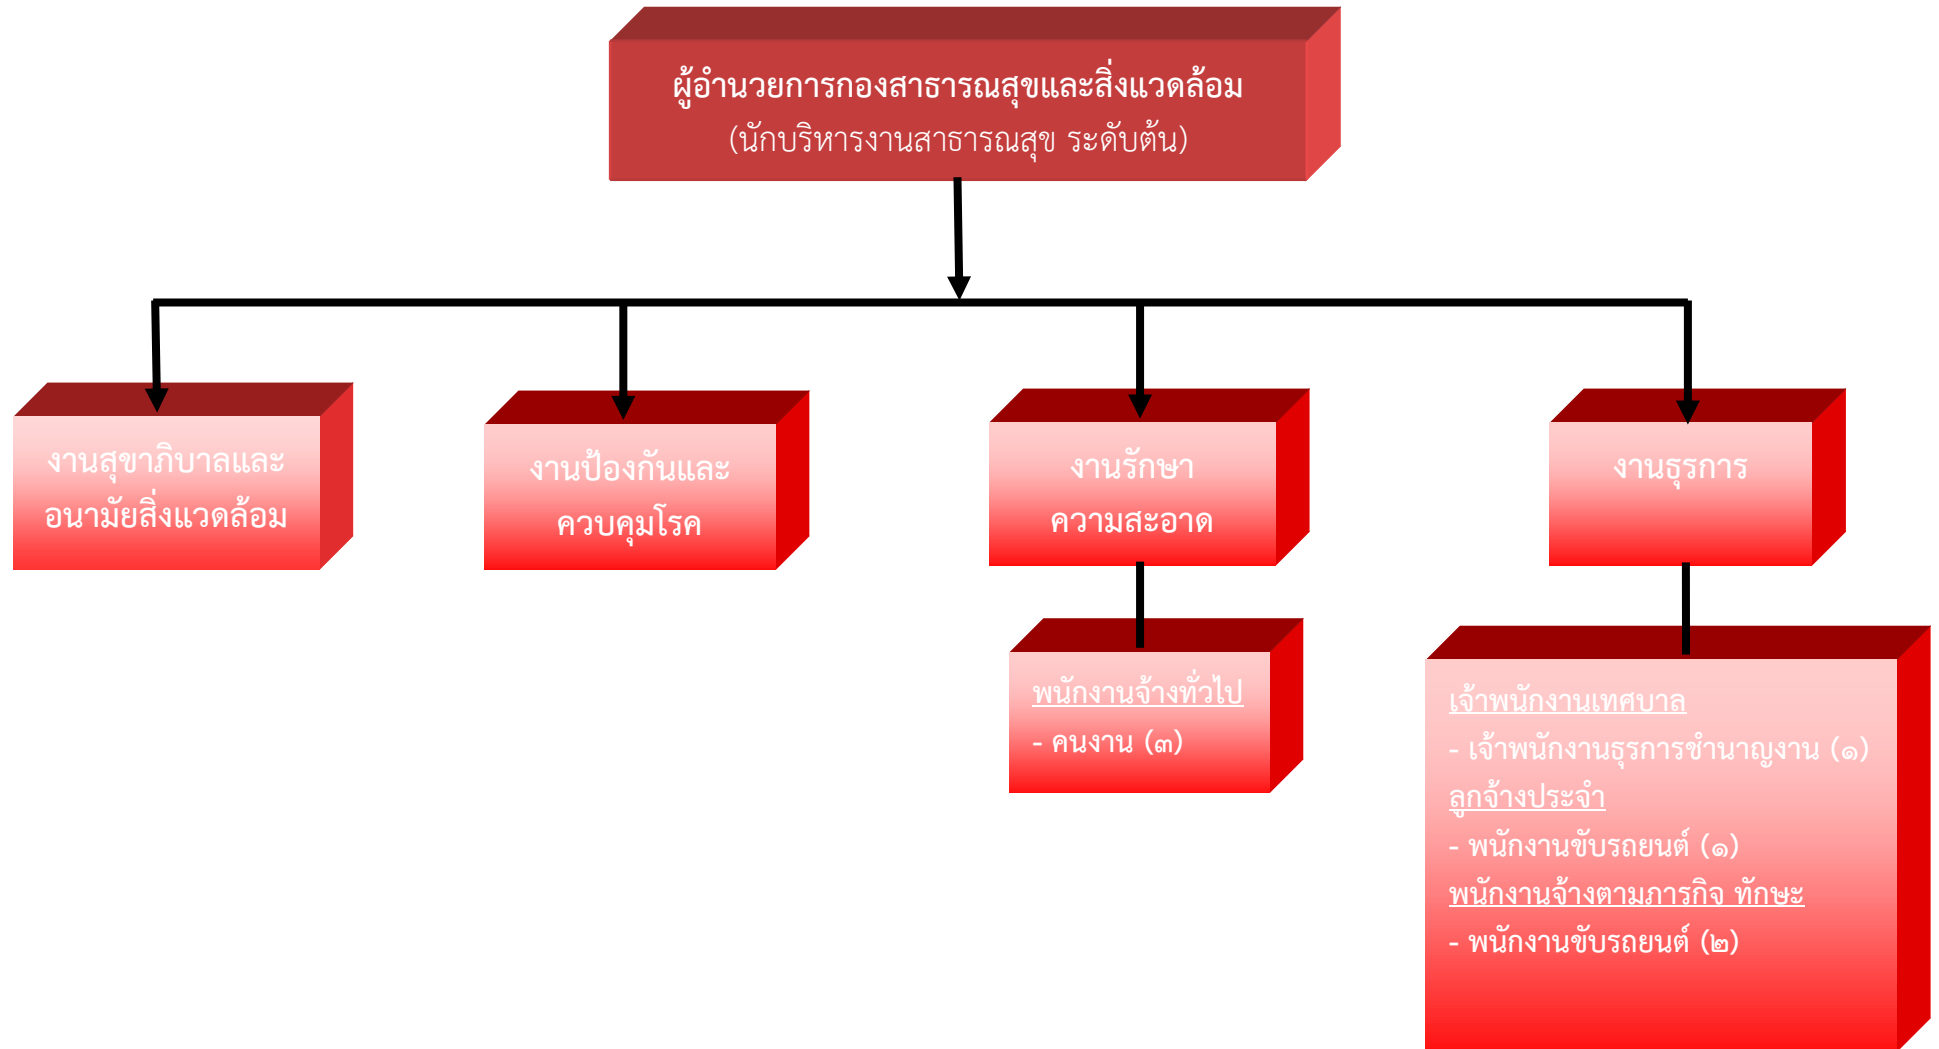 ผู้อำนวยการกองสาธารณสุขและสิ่งแวดล้อม
(นักบริหารงานสาธารณสุข ระดับต้น)
งานสุขาภิบาลและ
อนามัยสิ่งแวดล้อม
งานป้องกันและ
ควบคุมโรค
งานรักษา
ความสะอาด
งานธุรการ
พนักงานจ้างทั่วไป
- คนงาน (๓)
เจ้าพนักงานเทศบาล
- เจ้าพนักงานธุรการชำนาญงาน (๑)
ลูกจ้างประจำ
- พนักงานขับรถยนต์ (๑)
พนักงานจ้างตามภารกิจ ทักษะ
- พนักงานขับรถยนต์ (๒)